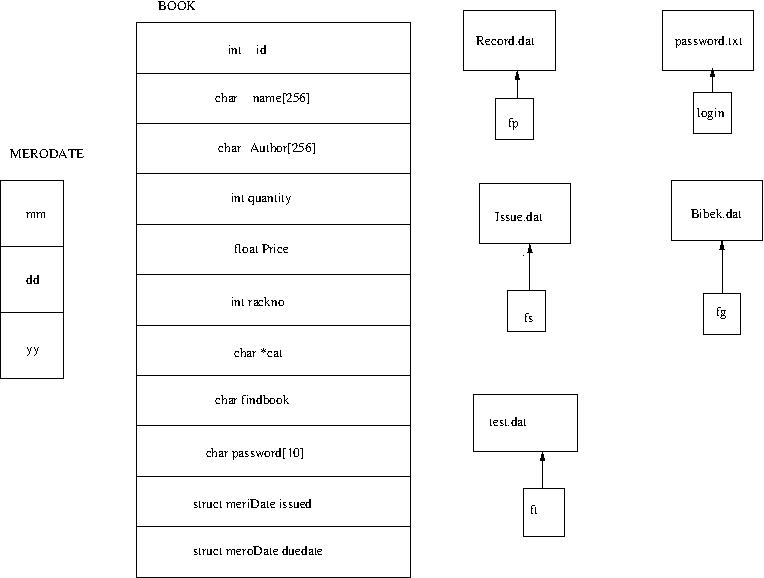 BOOK
int id
char name[256]
char Author[256]
int quantity
float Price
int rackno
char *cat
char findbook
char password[10]
struct meriDate issued
struct meroDate duedate
MERODATE
mm
dd
yy
Record.dat
fp
password.txt
login
Issue.dat
fs
Bibek.dat
fg
test.dat
ft